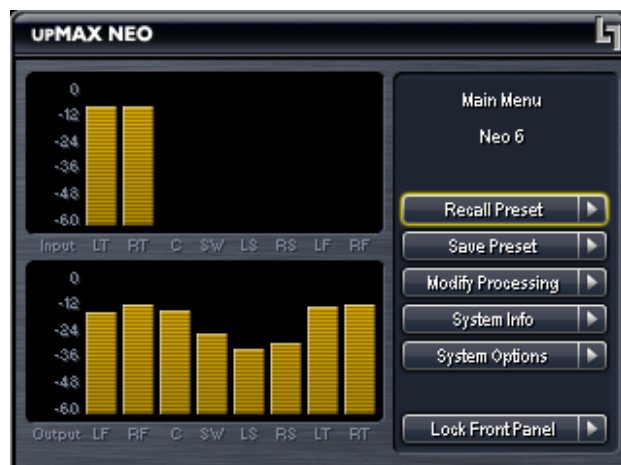 UPMAX NEO
0
-12
-24
-36
-48
-60
Input LT RT C SW LS RS LF RF
0
-12
-24
-36
-48
-60
Output LF RF C SW LS RS LT RT
Main Menu
Neo 6
Recall Preset
Save Preset
Modify Processing
System Info
System Options
Lock Front Panel